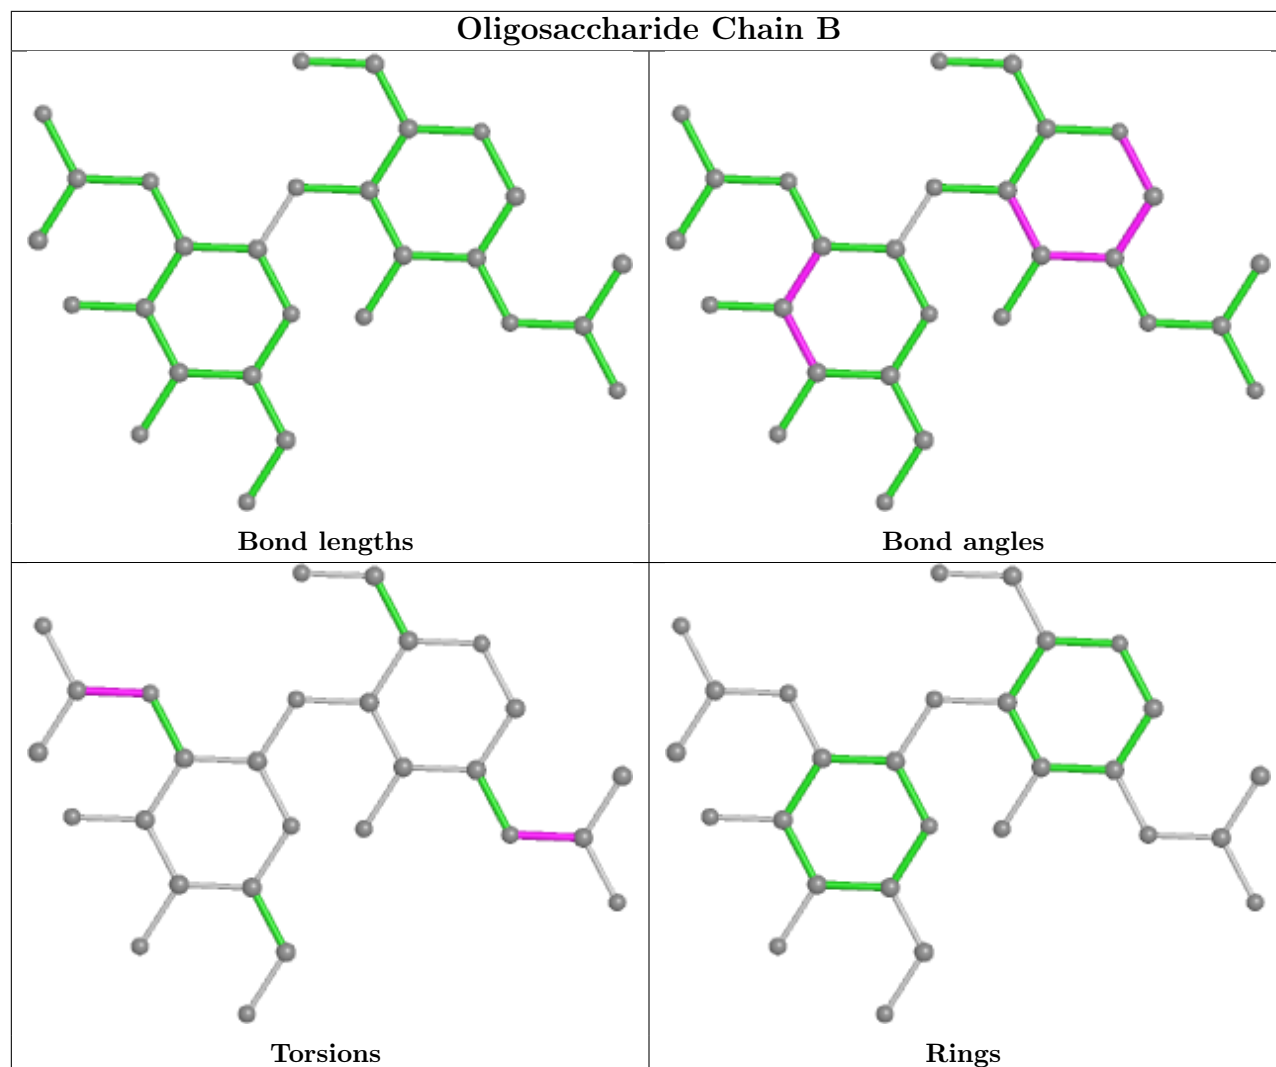 Oligosaccharide Chain B
Bond lengths
Bond angles
Torsions
Rings